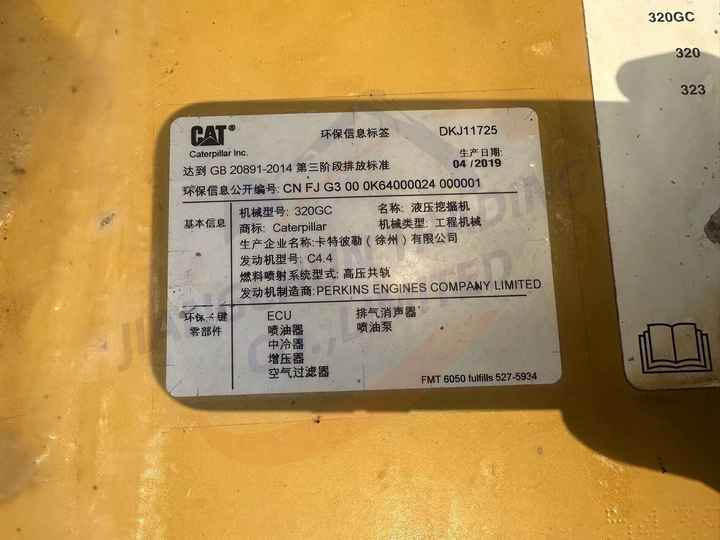 CAT®
Caterpillar Inc.
环保信息标签
DKJ11725
生产日期:
04 /2019
达到 GB 20891-2014 第三阶段排放标准
环保信息公开编号: CN FJ G3 00 0K64000024 000001
基本信息
机械型号: 320GC 名称: 液压挖掘机
商标: Caterpillar 机械类型: 工程机械
生产企业名称:卡特彼勒（徐州）有限公司
发动机型号: C4.4
燃料喷射系统型式: 高压共轨
发动机制造商:PERKINS ENGINES COMPANY LIMITED
环保 键
零部件
ECU 排气消声器
喷油器 喷油泵
中冷器
增压器
空气过滤器
FMT 6050 fulfills 527-5934
320GC
320
323